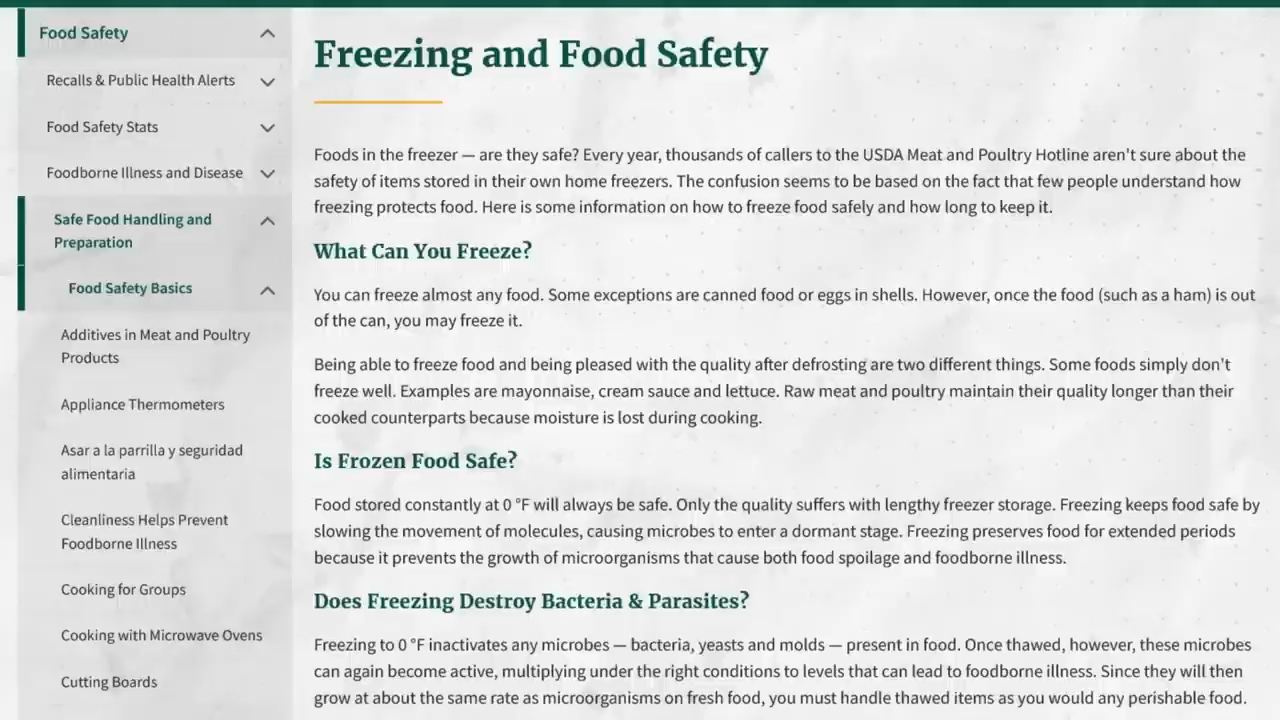 Food Safety
Recalls & Public Health Alerts
Food Safety Stats
Foodborne Illness and Disease
Safe Food Handling and
Preparation
Food Safety Basics
Additives in Meat and Poultry
Products
Appliance Thermometers
Asar a la parrilla y seguridad
alimentaria
Cleanliness Helps Prevent
Foodborne Illness
Cooking for Groups
Cooking with Microwave Ovens
Cutting Boards
Freezing and Food Safety
Foods in the freezer — are they safe? Every year, thousands of callers to the USDA Meat and Poultry Hotline aren't sure about the
safety of items stored in their own home freezers. The confusion seems to be based on the fact that few people understand how
freezing protects food. Here is some information on how to freeze food safely and how long to keep it.
What Can You Freeze?
You can freeze almost any food. Some exceptions are canned food or eggs in shells. However, once the food (such as a ham) is out
of the can, you may freeze it.
Being able to freeze food and being pleased with the quality after defrosting are two different things. Some foods simply don't
freeze well. Examples are mayonnaise, cream sauce and lettuce. Raw meat and poultry maintain their quality longer than their
cooked counterparts because moisture is lost during cooking.
Is Frozen Food Safe?
Food stored constantly at 0 °F will always be safe. Only the quality suffers with lengthy freezer storage. Freezing keeps food safe by
slowing the movement of molecules, causing microbes to enter a dormant stage. Freezing preserves food for extended periods
because it prevents the growth of microorganisms that cause both food spoilage and foodborne illness.
Does Freezing Destroy Bacteria & Parasites?
Freezing to 0 °F inactivates any microbes — bacteria, yeasts and molds — present in food. Once thawed, however, these microbes
can again become active, multiplying under the right conditions to levels that can lead to foodborne illness. Since they will then
grow at about the same rate as microorganisms on fresh food, you must handle thawed items as you would any perishable food.